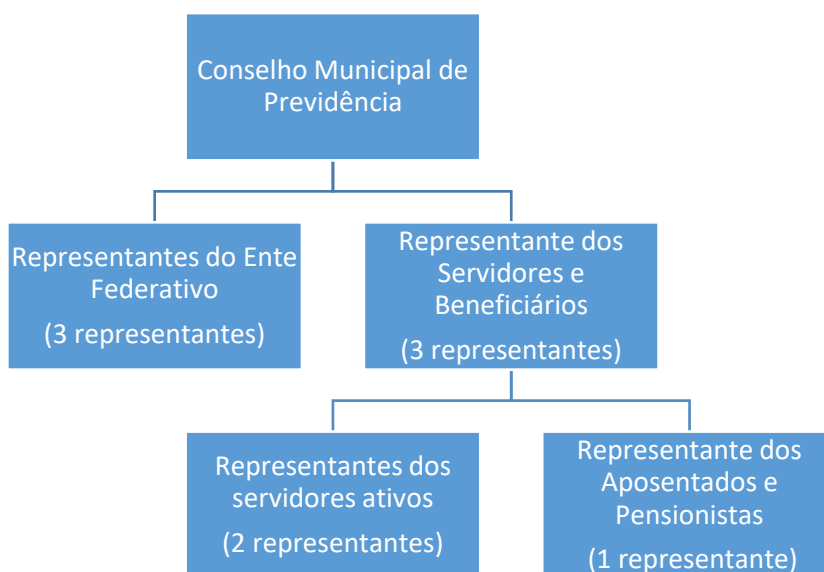 Conselho Municipal de
Previdência
Representantes do Ente
Federativo
(3 representantes)
Representante dos
Servidores e
Beneficiários
(3 representantes)
Representantes dos
servidores ativos
(2 representantes)
Representante dos
Aposentados e
Pensionistas
(1 representante)